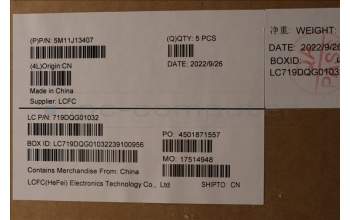 (P)P/N: 5M11J13407
(Q)QTY: 5 PCS
(4L)Origin:CN
DATE: 2022/9/26
Made in China
Supplier: LCFC
净重: WEIGHT:
DATE: 2022/9/26
BOXID:
LC719DQG0103
LC P/N: 719DQG01032
PO: 4501871557
BOX ID: LC719DQG01032239100956
MO: 17514948
Contains Merchandise From: China
LCFC(HeFei) Electronics Technology Co., Ltd
SHIPTO: CN